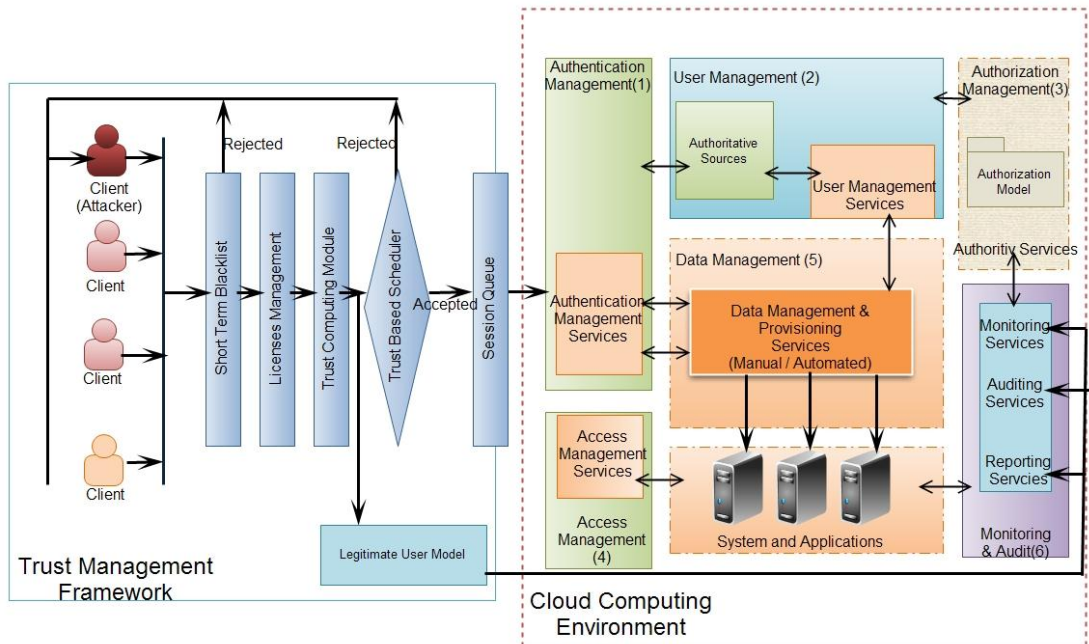 Authentication
Management(1)
User Management (2)
Authorization
Management(3)
Rejected
Rejected
Client
(Attacker)
Client
Client
Client
Short Term Blacklist
Licenses Management
Trust Computing Module
Trust Based Scheduler
Accepted
Session Queue
Legitimate User Model
Trust Management
Framework
Authoritative
Sources
User Management
Services
Authorization
Model
Authoritiy Services
Authentication
Management
Services
Data Management (5)
Data Management &
Provisioning
Services
(Manual / Automated)
Monitoring
Services
Auditing
Services
Reporting
Servcies
Monitoring
& Audit(6)
Access
Management
Services
Access
Management
(4)
System and Applications
Cloud Computing
Environment